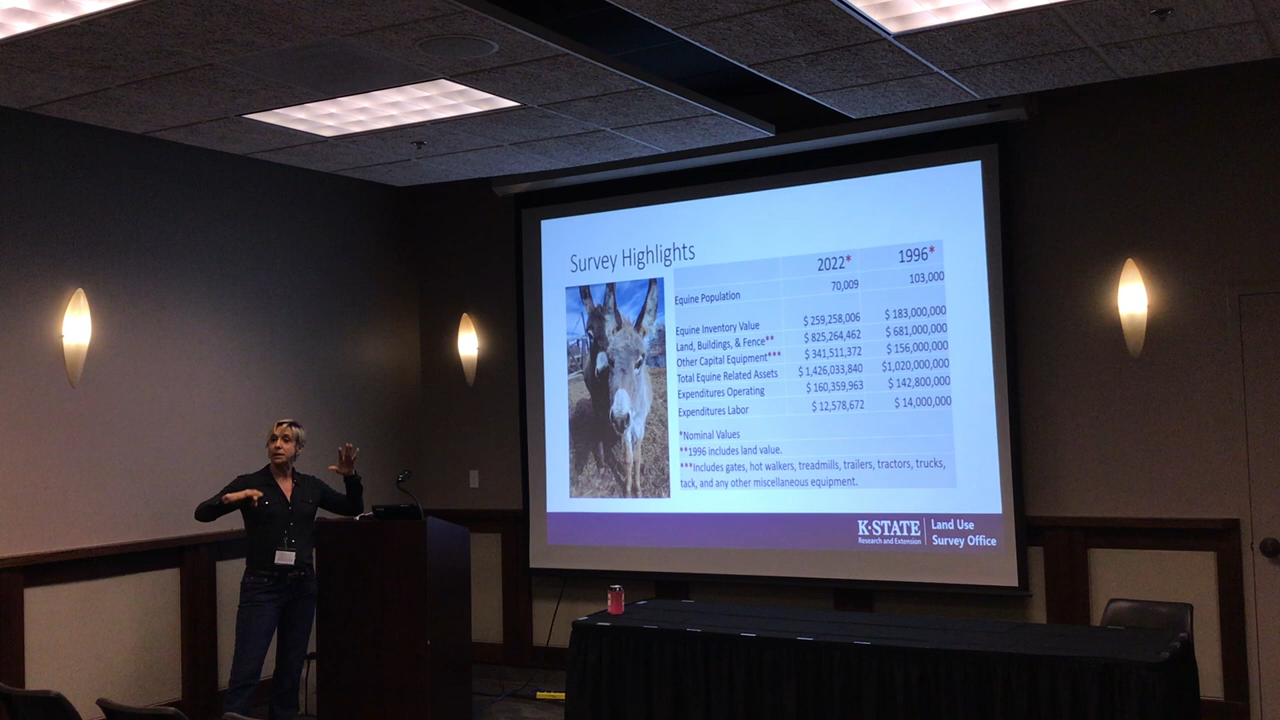 Survey Highlights
2022* 1996*
Equine Population 70,009 103,000
Equine Inventory Value $ 259,258,006 $ 183,000,000
Land, Buildings, & Fence** $ 825,264,462 $ 681,000,000
Other Capital Equipment*** $ 341,511,372 $ 156,000,000
Total Equine Related Assets $ 1,426,033,840 $1,020,000,000
Expenditures Operating $ 160,359,963 $ 142,800,000
Expenditures Labor $ 12,578,672 $ 14,000,000
*Nominal Values
**1996 includes land value.
***Includes gates, hot walkers, treadmills, trailers, tractors, trucks,
tack, and any other miscellaneous equipment.
K-STATE
Research and Extension
Land Use
Survey Office